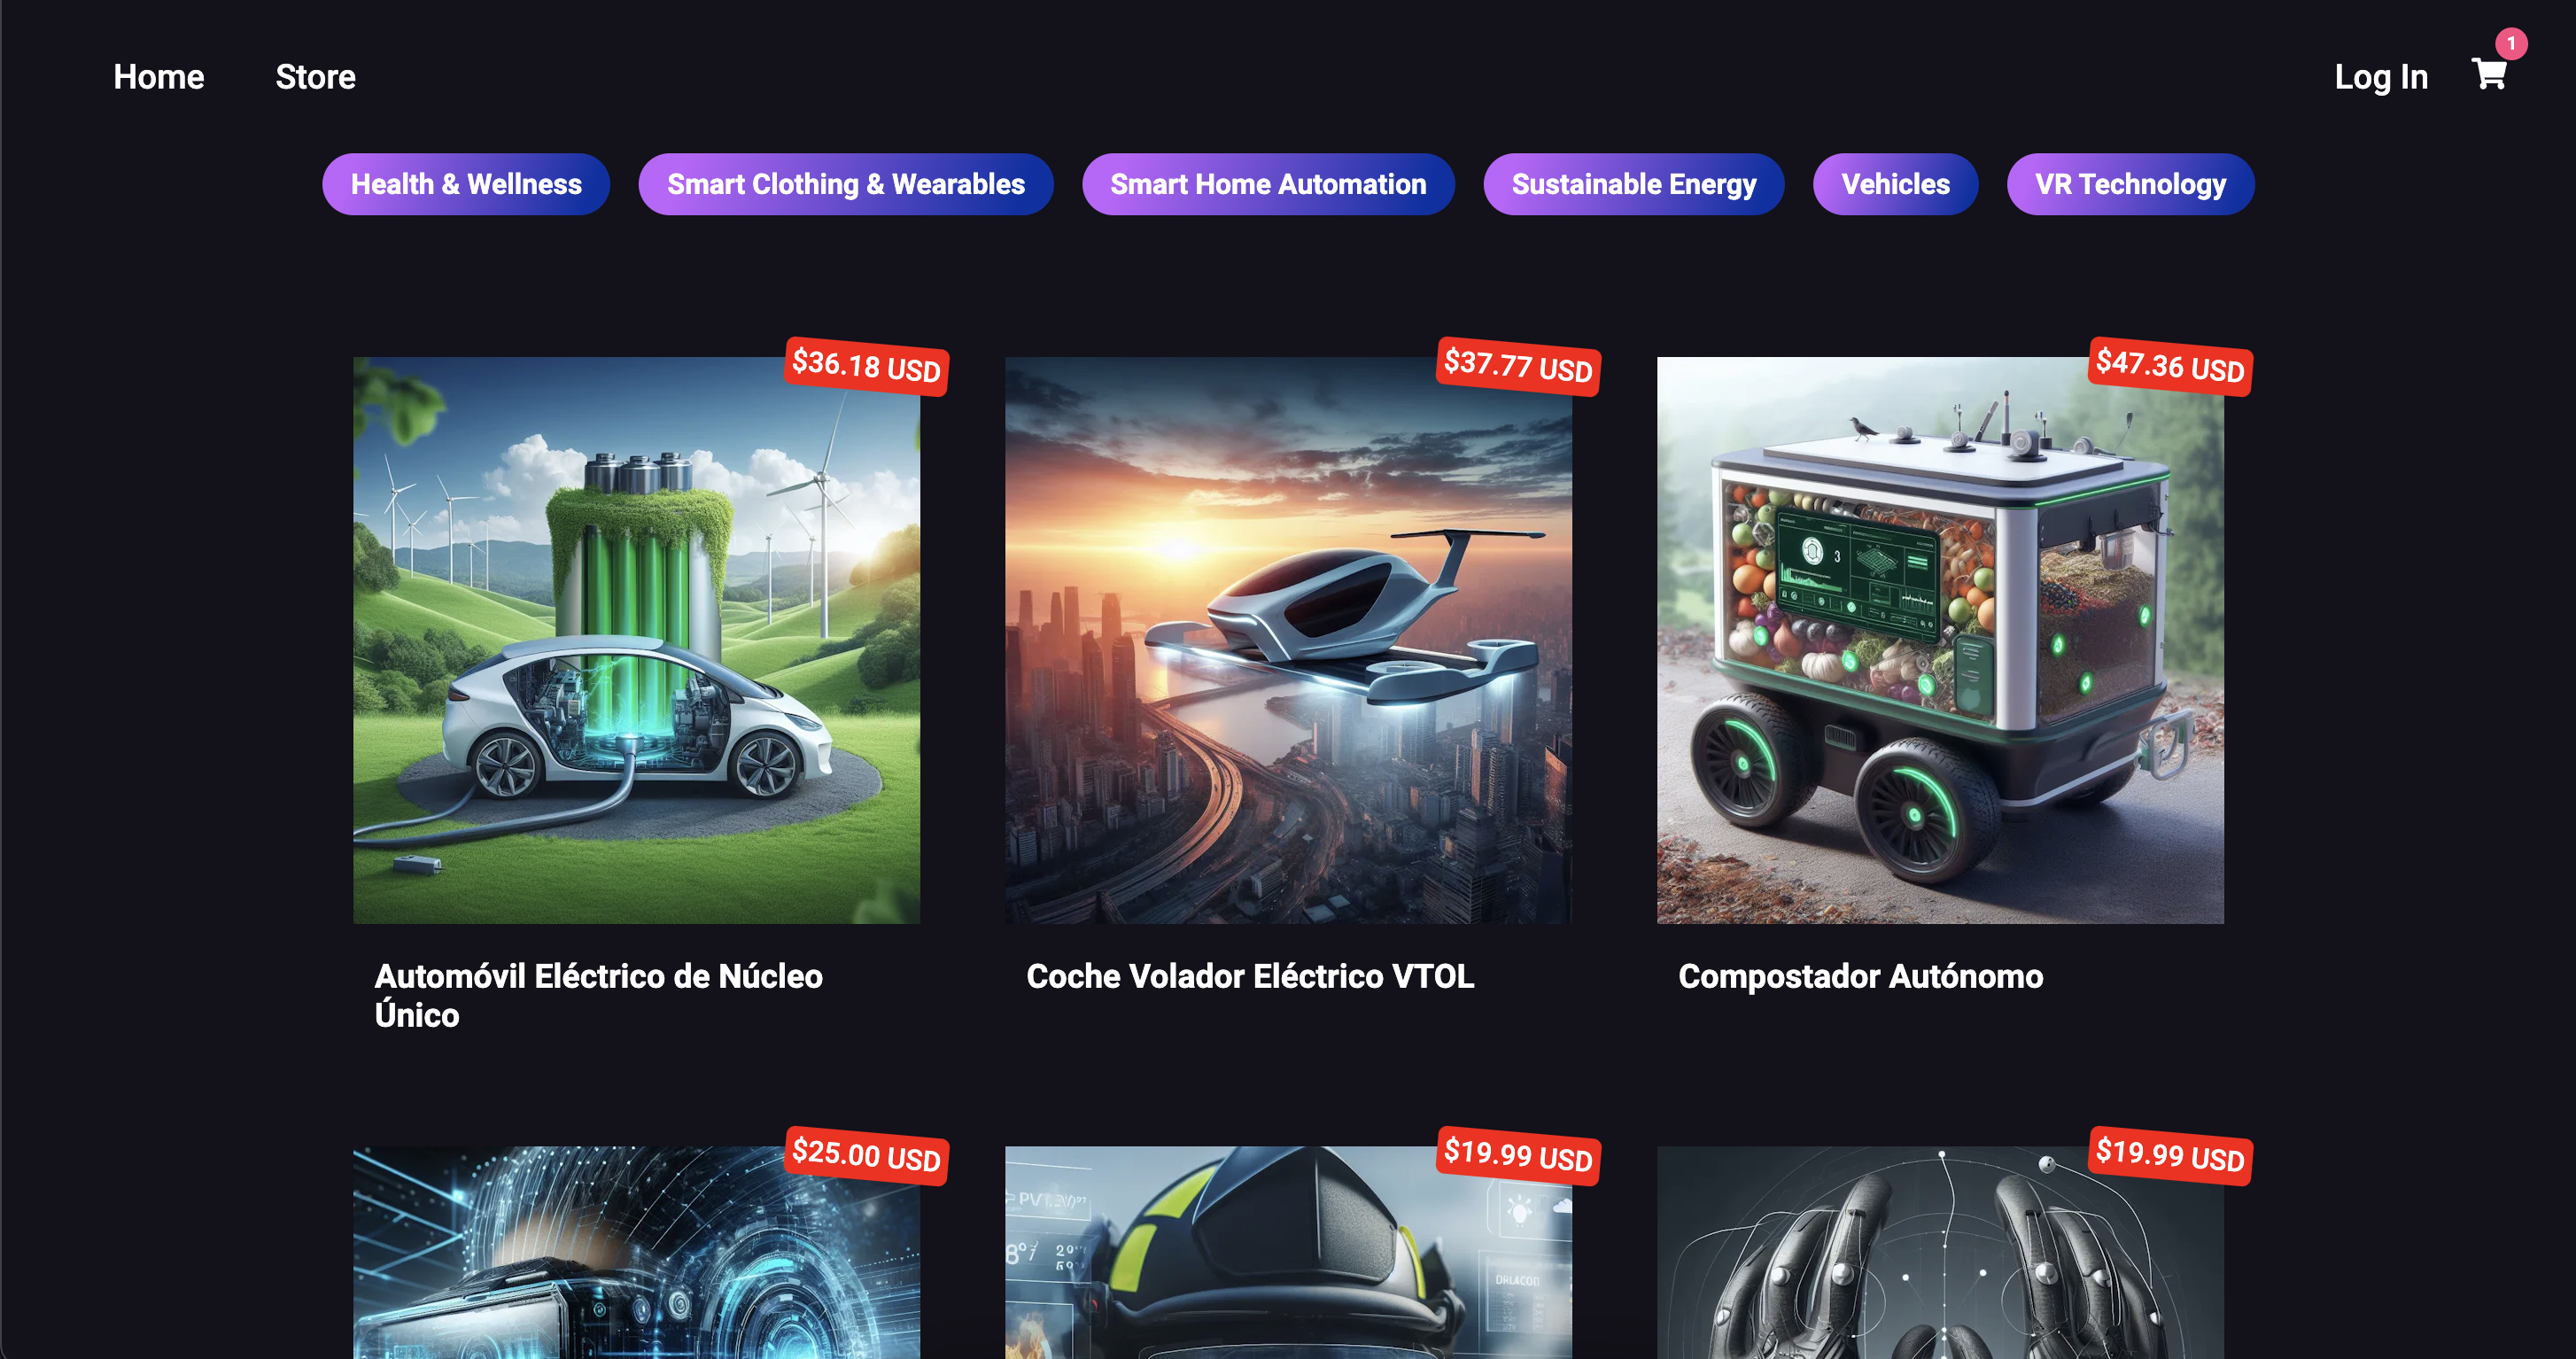 Home Store Log In 1
Health & Wellness Smart Clothing & Wearables Smart Home Automation Sustainable Energy Vehicles VR Technology
$36.18 USD $37.77 USD $47.36 USD
3
Automóvil Eléctrico de Núcleo
Único
Coche Volador Eléctrico VTOL
Compostador Autónomo
$25.00 USD $19.99 USD $19.99 USD